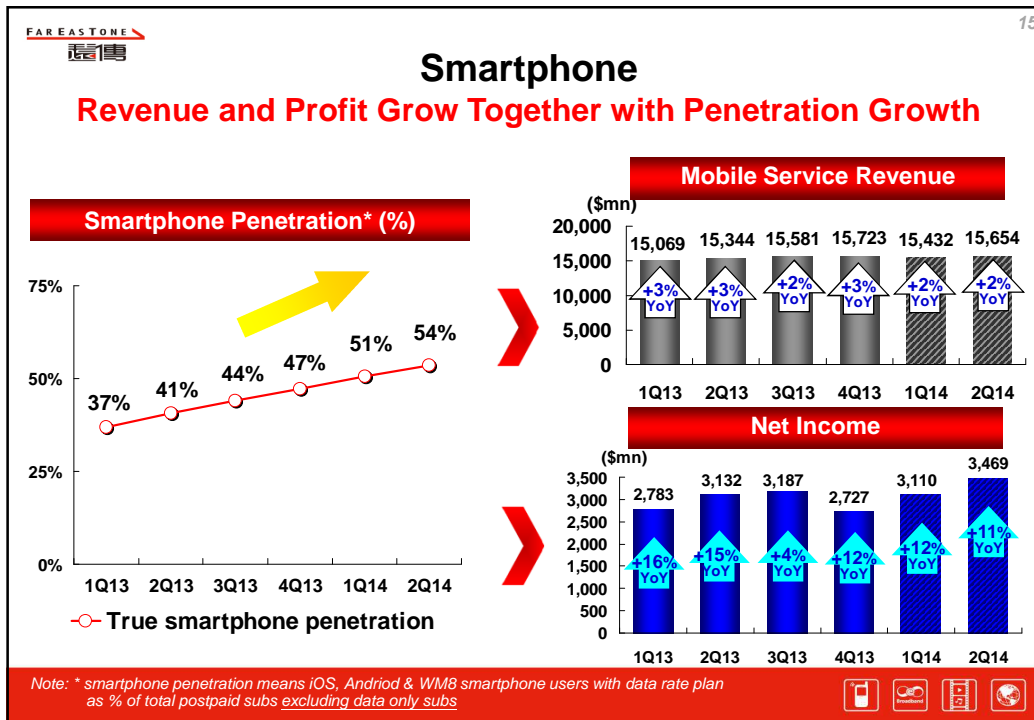 15
FAREASTONE
遠傳
Smartphone
Revenue and Profit Grow Together with Penetration Growth
Smartphone Penetration* (%)
75%
50%
25%
0%
37%
41%
44%
47%
51%
54%
1Q13 2Q13 3Q13 4Q13 1Q14 2Q14
True smartphone penetration
Mobile Service Revenue
($mn)
20,000
15,000
10,000
5,000
0
15,069 15,344 15,581 15,723 15,432 15,654
+3% YoY
+3% YoY
+2% YoY
+3% YoY
+2% YoY
+2% YoY
1Q13 2Q13 3Q13 4Q13 1Q14 2Q14
Net Income
($mn)
3,500
3,000
2,500
2,000
1,500
1,000
500
0
2,783
3,132
3,187
2,727
3,110
3,469
+16% YoY
+15% YoY
+4% YoY
+12% YoY
+12% YoY
+11% YoY
1Q13 2Q13 3Q13 4Q13 1Q14 2Q14
Note: * smartphone penetration means iOS, Andriod & WM8 smartphone users with data rate plan
as % of total postpaid subs excluding data only subs
Broadband